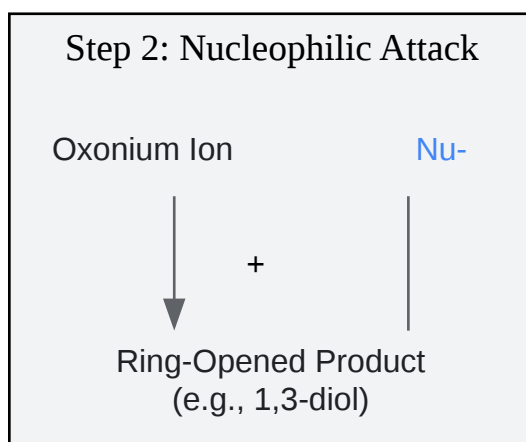 Step 2: Nucleophilic Attack
Oxonium Ion
Nu-
+
Ring-Opened Product
(e.g., 1,3-diol)